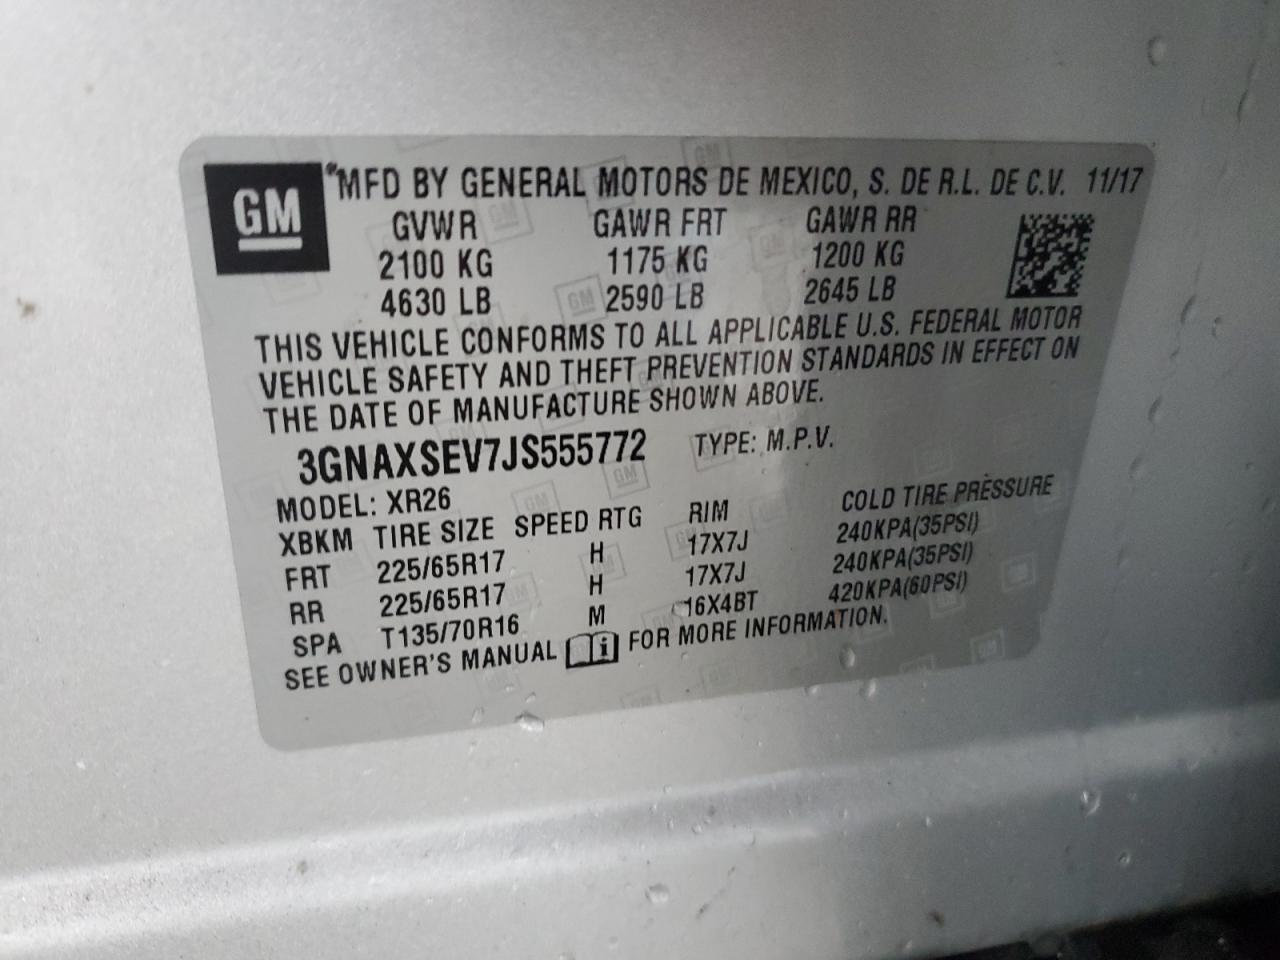 GM
*MFD BY GENERAL MOTORS DE MEXICO, S. DE R.L. DE C.V. 11/17
GVWR GAWR FRT GAWR RR
2100 KG 1175 KG 1200 KG
4630 LB 2590 LB 2645 LB
THIS VEHICLE CONFORMS TO ALL APPLICABLE U.S. FEDERAL MOTOR
VEHICLE SAFETY AND THEFT PREVENTION STANDARDS IN EFFECT ON
THE DATE OF MANUFACTURE SHOWN ABOVE.
3GNAXSEV7JS555772 TYPE: M.P.V.
MODEL: XR26
XBKM TIRE SIZE SPEED RTG RIM COLD TIRE PRESSURE
FRT 225/65R17 H 17X7J 240KPA(35PSI)
RR 225/65R17 H 17X7J 240KPA(35PSI)
SPA T135/70R16 M 16X4BT 420KPA(60PSI)
SEE OWNER'S MANUAL i FOR MORE INFORMATION.